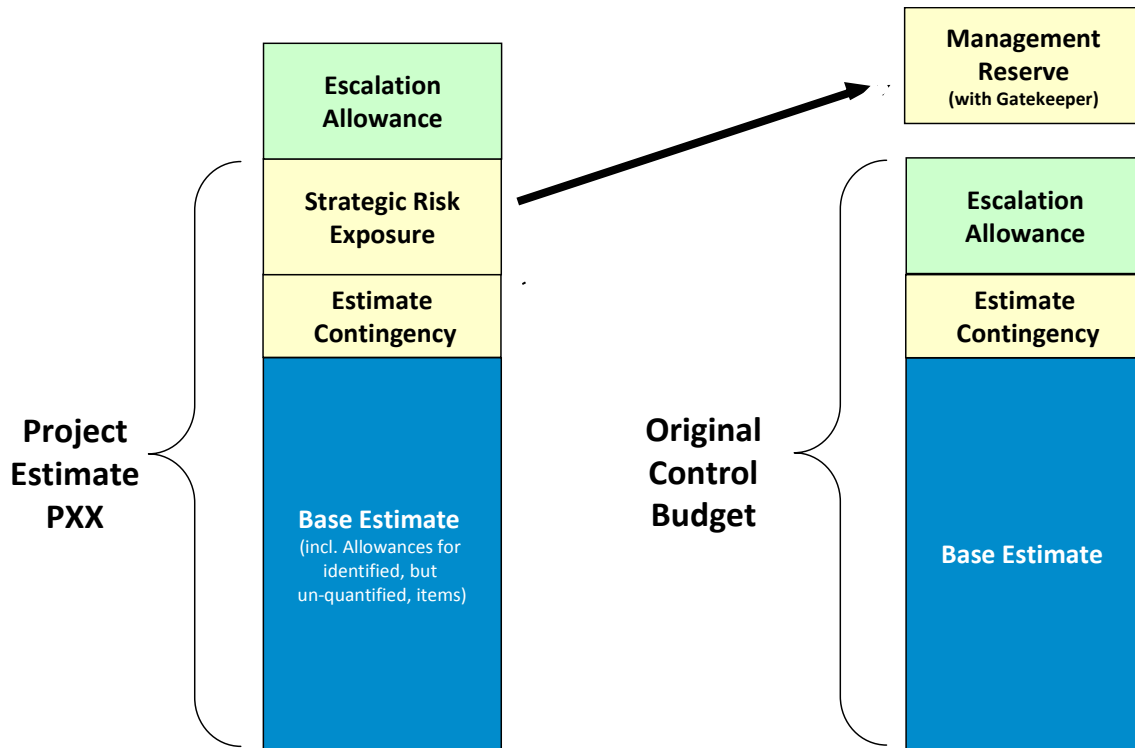 Escalation
Allowance
Strategic Risk
Exposure
Estimate
Contingency
Project
Estimate
PXX
Base Estimate
(incl. Allowances for
identified, but
un-quantified, items)
Management
Reserve
(with Gatekeeper)
Escalation
Allowance
Estimate
Contingency
Original
Control
Budget
Base Estimate